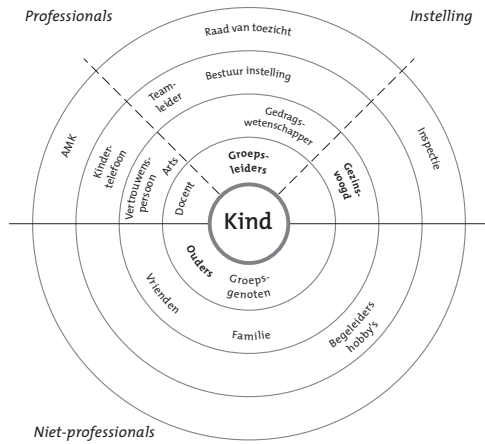 Professionals
Instelling
Raad van toezicht
Bestuur instelling
Team-
leider
Gedrags-
wetenschapper
AMK
Kinder-
telefoon
Vertrouwens-
persoon
Arts
Docent
Groeps-
leiders
Gezins-
voogd
Inspectie
Kind
Ouders
Groeps-
genoten
Vrienden
Familie
Begeleiders
hobby's
Niet-professionals